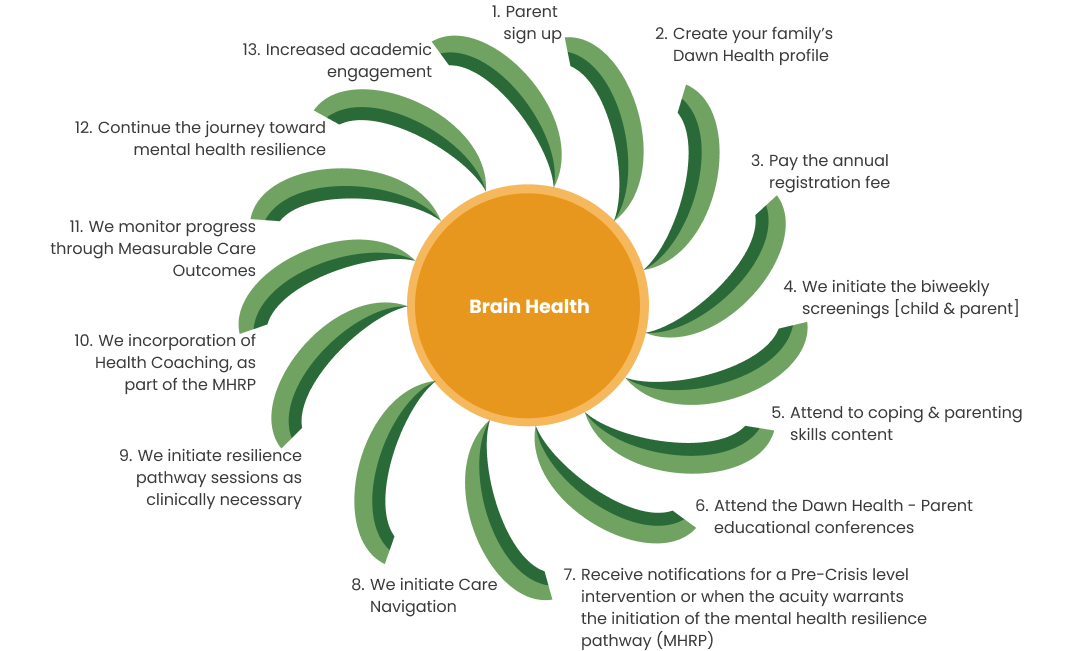 1. Parent
sign up
2. Create your family's
Dawn Health profile
3. Pay the annual
registration fee
4. We initiate the biweekly
screenings [child & parent]
5. Attend to coping & parenting
skills content
6. Attend the Dawn Health - Parent
educational conferences
7. Receive notifications for a Pre-Crisis level
intervention or when the acuity warrants
the initiation of the mental health resilience
pathway (MHRP)
8. We initiate Care
Navigation
9. We initiate resilience
pathway sessions as
clinically necessary
10. We incorporation of
Health Coaching, as
part of the MHRP
11. We monitor progress
through Measurable Care
Outcomes
12. Continue the journey toward
mental health resilience
13. Increased academic
engagement
Brain Health